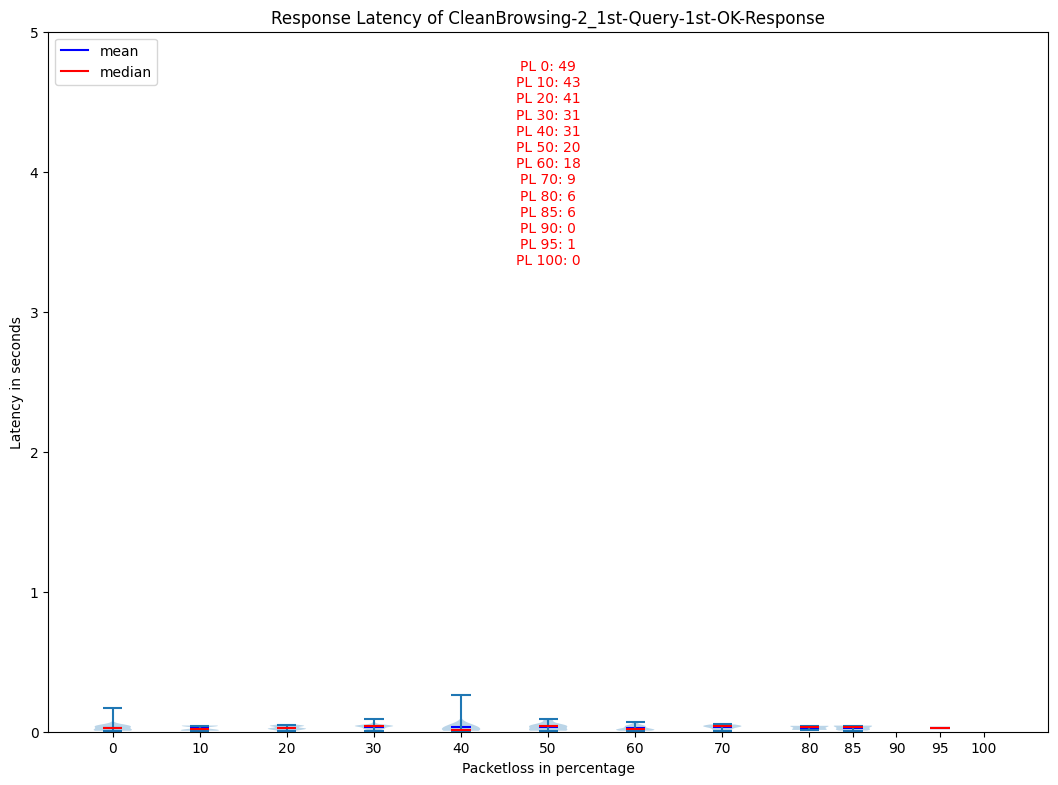 Response Latency of CleanBrowsing-2_1st-Query-1st-OK-Response
mean
median
PL 0: 49
PL 10: 43
PL 20: 41
PL 30: 31
PL 40: 31
PL 50: 20
PL 60: 18
PL 70: 9
PL 80: 6
PL 85: 6
PL 90: 0
PL 95: 1
PL 100: 0
Latency in seconds
5
4
3
2
1
0
0 10 20 30 40 50 60 70 80 85 90 95 100
Packetloss in percentage